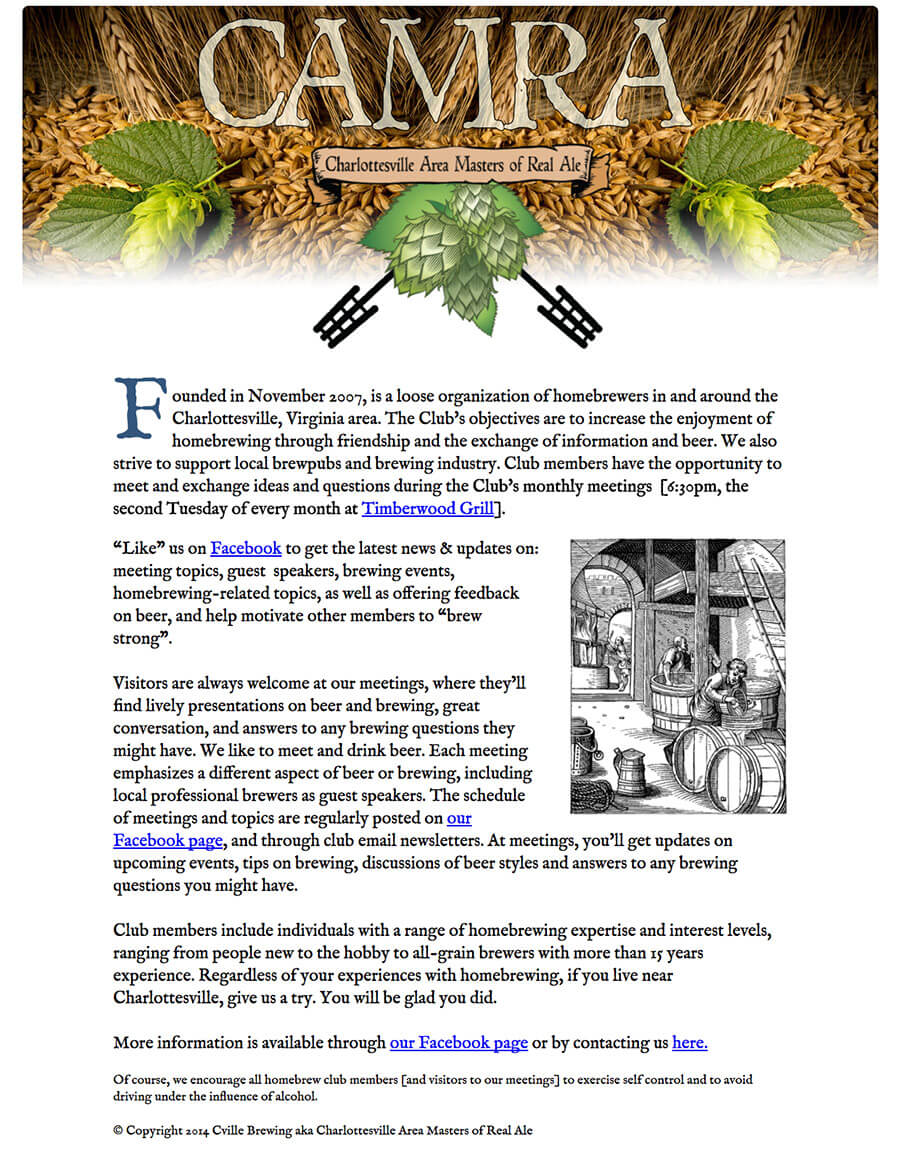 CAMRA
Charlottesville Area Masters of Real Ale
Founded in November 2007, is a loose organization of homebrewers in and around the
Charlottesville, Virginia area. The Club's objectives are to increase the enjoyment of
homebrewing through friendship and the exchange of information and beer. We also
strive to support local brewpubs and brewing industry. Club members have the opportunity to
meet and exchange ideas and questions during the Club's monthly meetings [6:30pm, the
second Tuesday of every month at Timberwood Grill].
“Like” us on Facebook to get the latest news & updates on:
meeting topics, guest speakers, brewing events,
homebrewing-related topics, as well as offering feedback
on beer, and help motivate other members to “brew
strong”.
Visitors are always welcome at our meetings, where they'll
find lively presentations on beer and brewing, great
conversation, and answers to any brewing questions they
might have. We like to meet and drink beer. Each meeting
emphasizes a different aspect of beer or brewing, including
local professional brewers as guest speakers. The schedule
of meetings and topics are regularly posted on our
Facebook page, and through club email newsletters. At meetings, you'll get updates on
upcoming events, tips on brewing, discussions of beer styles and answers to any brewing
questions you might have.
Club members include individuals with a range of homebrewing expertise and interest levels,
ranging from people new to the hobby to all-grain brewers with more than 15 years
experience. Regardless of your experiences with homebrewing, if you live near
Charlottesville, give us a try. You will be glad you did.
More information is available through our Facebook page or by contacting us here.
Of course, we encourage all homebrew club members [and visitors to our meetings] to exercise self control and to avoid
driving under the influence of alcohol.
© Copyright 2014 Cville Brewing aka Charlottesville Area Masters of Real Ale